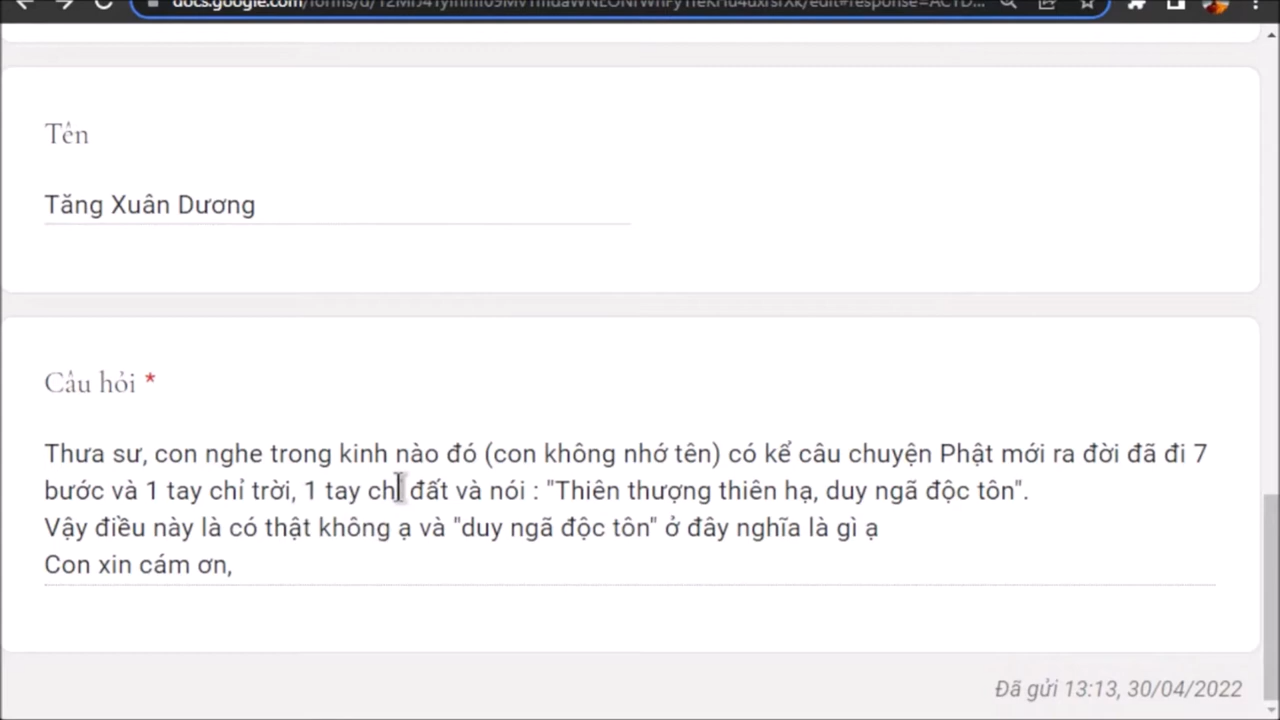 Tên
Tăng Xuân Dương
Câu hỏi *
Thưa sư, con nghe trong kinh nào đó (con không nhớ tên) có kể câu chuyện Phật mới ra đời đã đi 7
bước và 1 tay chỉ trời, 1 tay chỉ đất và nói : "Thiên thượng thiên hạ, duy ngã độc tôn".
Vậy điều này là có thật không ạ và "duy ngã độc tôn" ở đây nghĩa là gì ạ
Con xin cám ơn,
Đã gửi 13:13, 30/04/2022